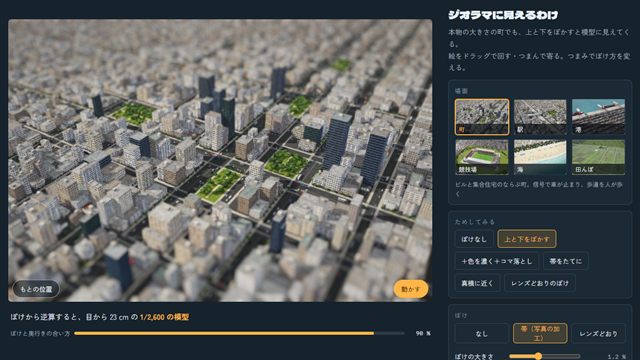 ジオラマに見えるわけ
本物の大きさの町でも、上と下をぼかすと模型に見えてく
る。
絵をドラッグで回す・つまんで寄る。つまみでぼけ方を変
える。
場面
町
駅
港
競技場
海
田んぼ
ビルと集合住宅のならぶ町。信号で車が止まり、歩道を人が歩
く
ためしてみる
ぼけなし
上と下をぼかす
＋色を濃く＋コマ落とし
帯をたてに
真横に近く
レンズどおりのぼけ
ぼけ
なし
帯（写真の加
工）
レンズどおり
ぼけの大きさ
1.2 %
もとの位置
動かす
ぼけから逆算すると、目から 23 cm の 1/2,600 の模型
ぼけと奥行きの合い方
90 %